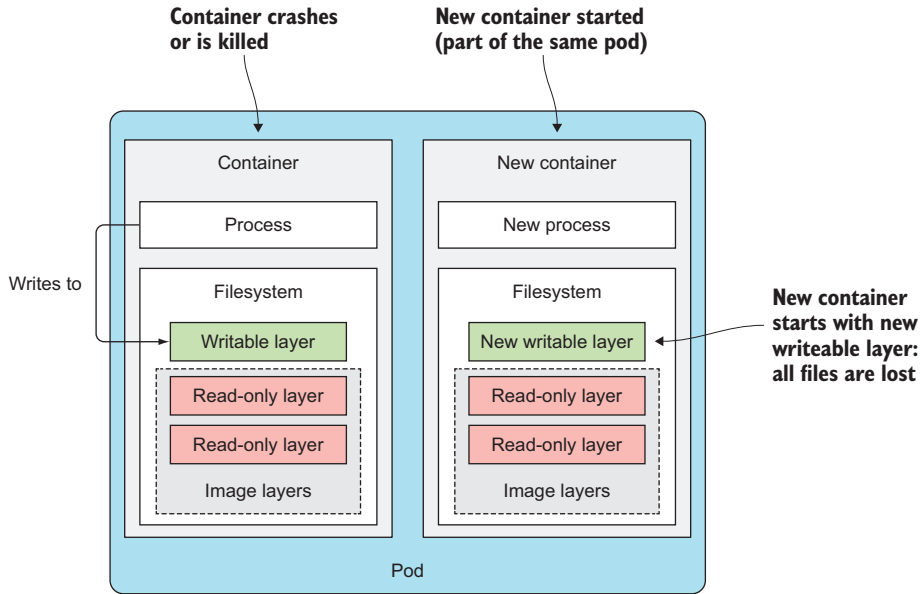 Container crashes
or is killed
New container started
(part of the same pod)
Container
New container
Process
New process
Writes to
Filesystem
Filesystem
Writable layer
New writable layer
New container
starts with new
writeable layer:
all files are lost
Read-only layer
Read-only layer
Read-only layer
Read-only layer
Image layers
Image layers
Pod